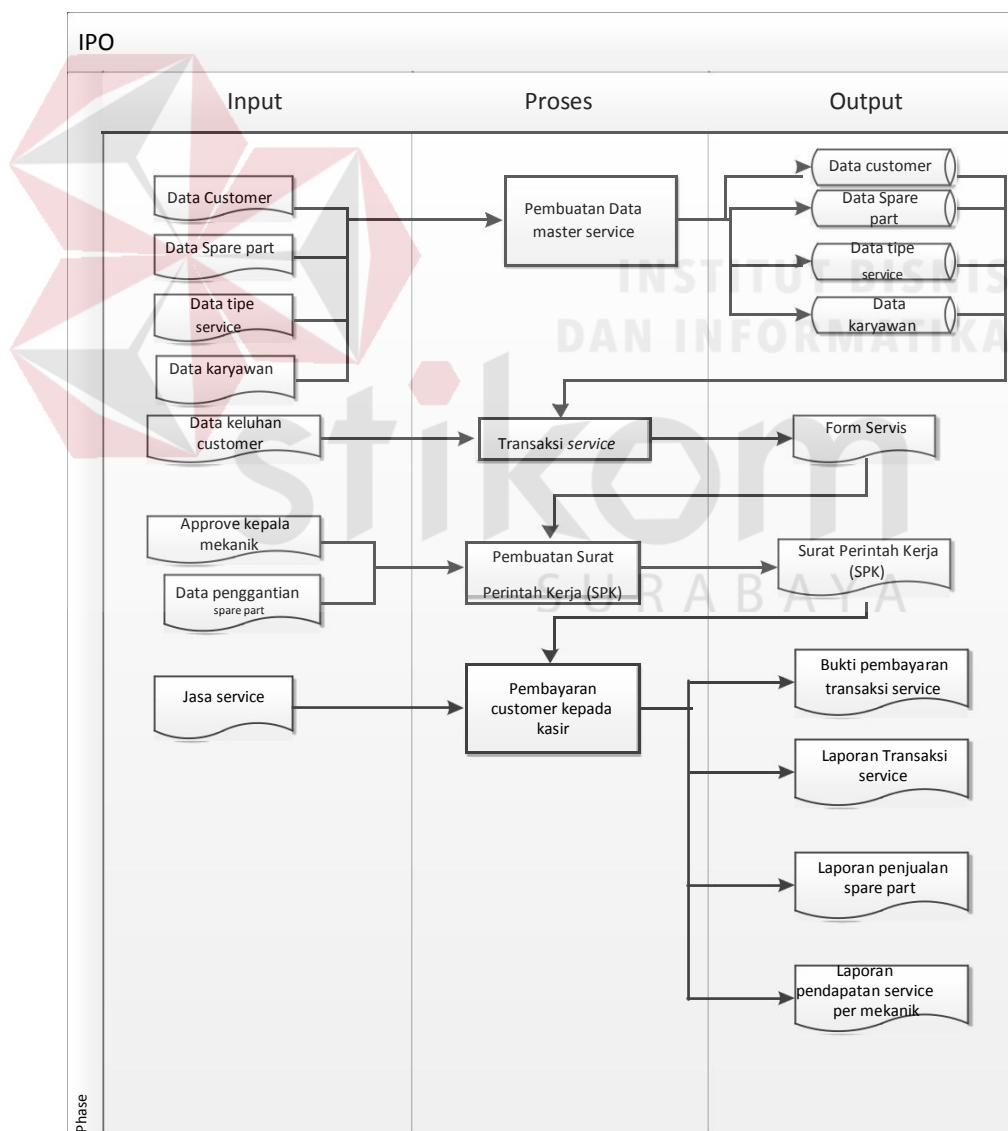 IPO
Input
Proses
Output
Data Customer
Data Spare part
Data tipe
service
Data karyawan
Pembuatan Data
master service
Data customer
Data Spare
part
Data tipe
service
Data
karyawan
INSTITUT BISNIS
DAN INFORMATIKA
stikom
SURABAYA
Data keluhan
customer
Transaksi service
Form Servis
Approve kepala
mekanik
Data penggantian
spare part
Pembuatan Surat
Perintah Kerja (SPK)
Surat Perintah Kerja
(SPK)
Jasa service
Pembayaran
customer kepada
kasir
Bukti pembayaran
transaksi service
Laporan Transaksi
service
Laporan penjualan
spare part
Laporan
pendapatan service
per mekanik
Phase